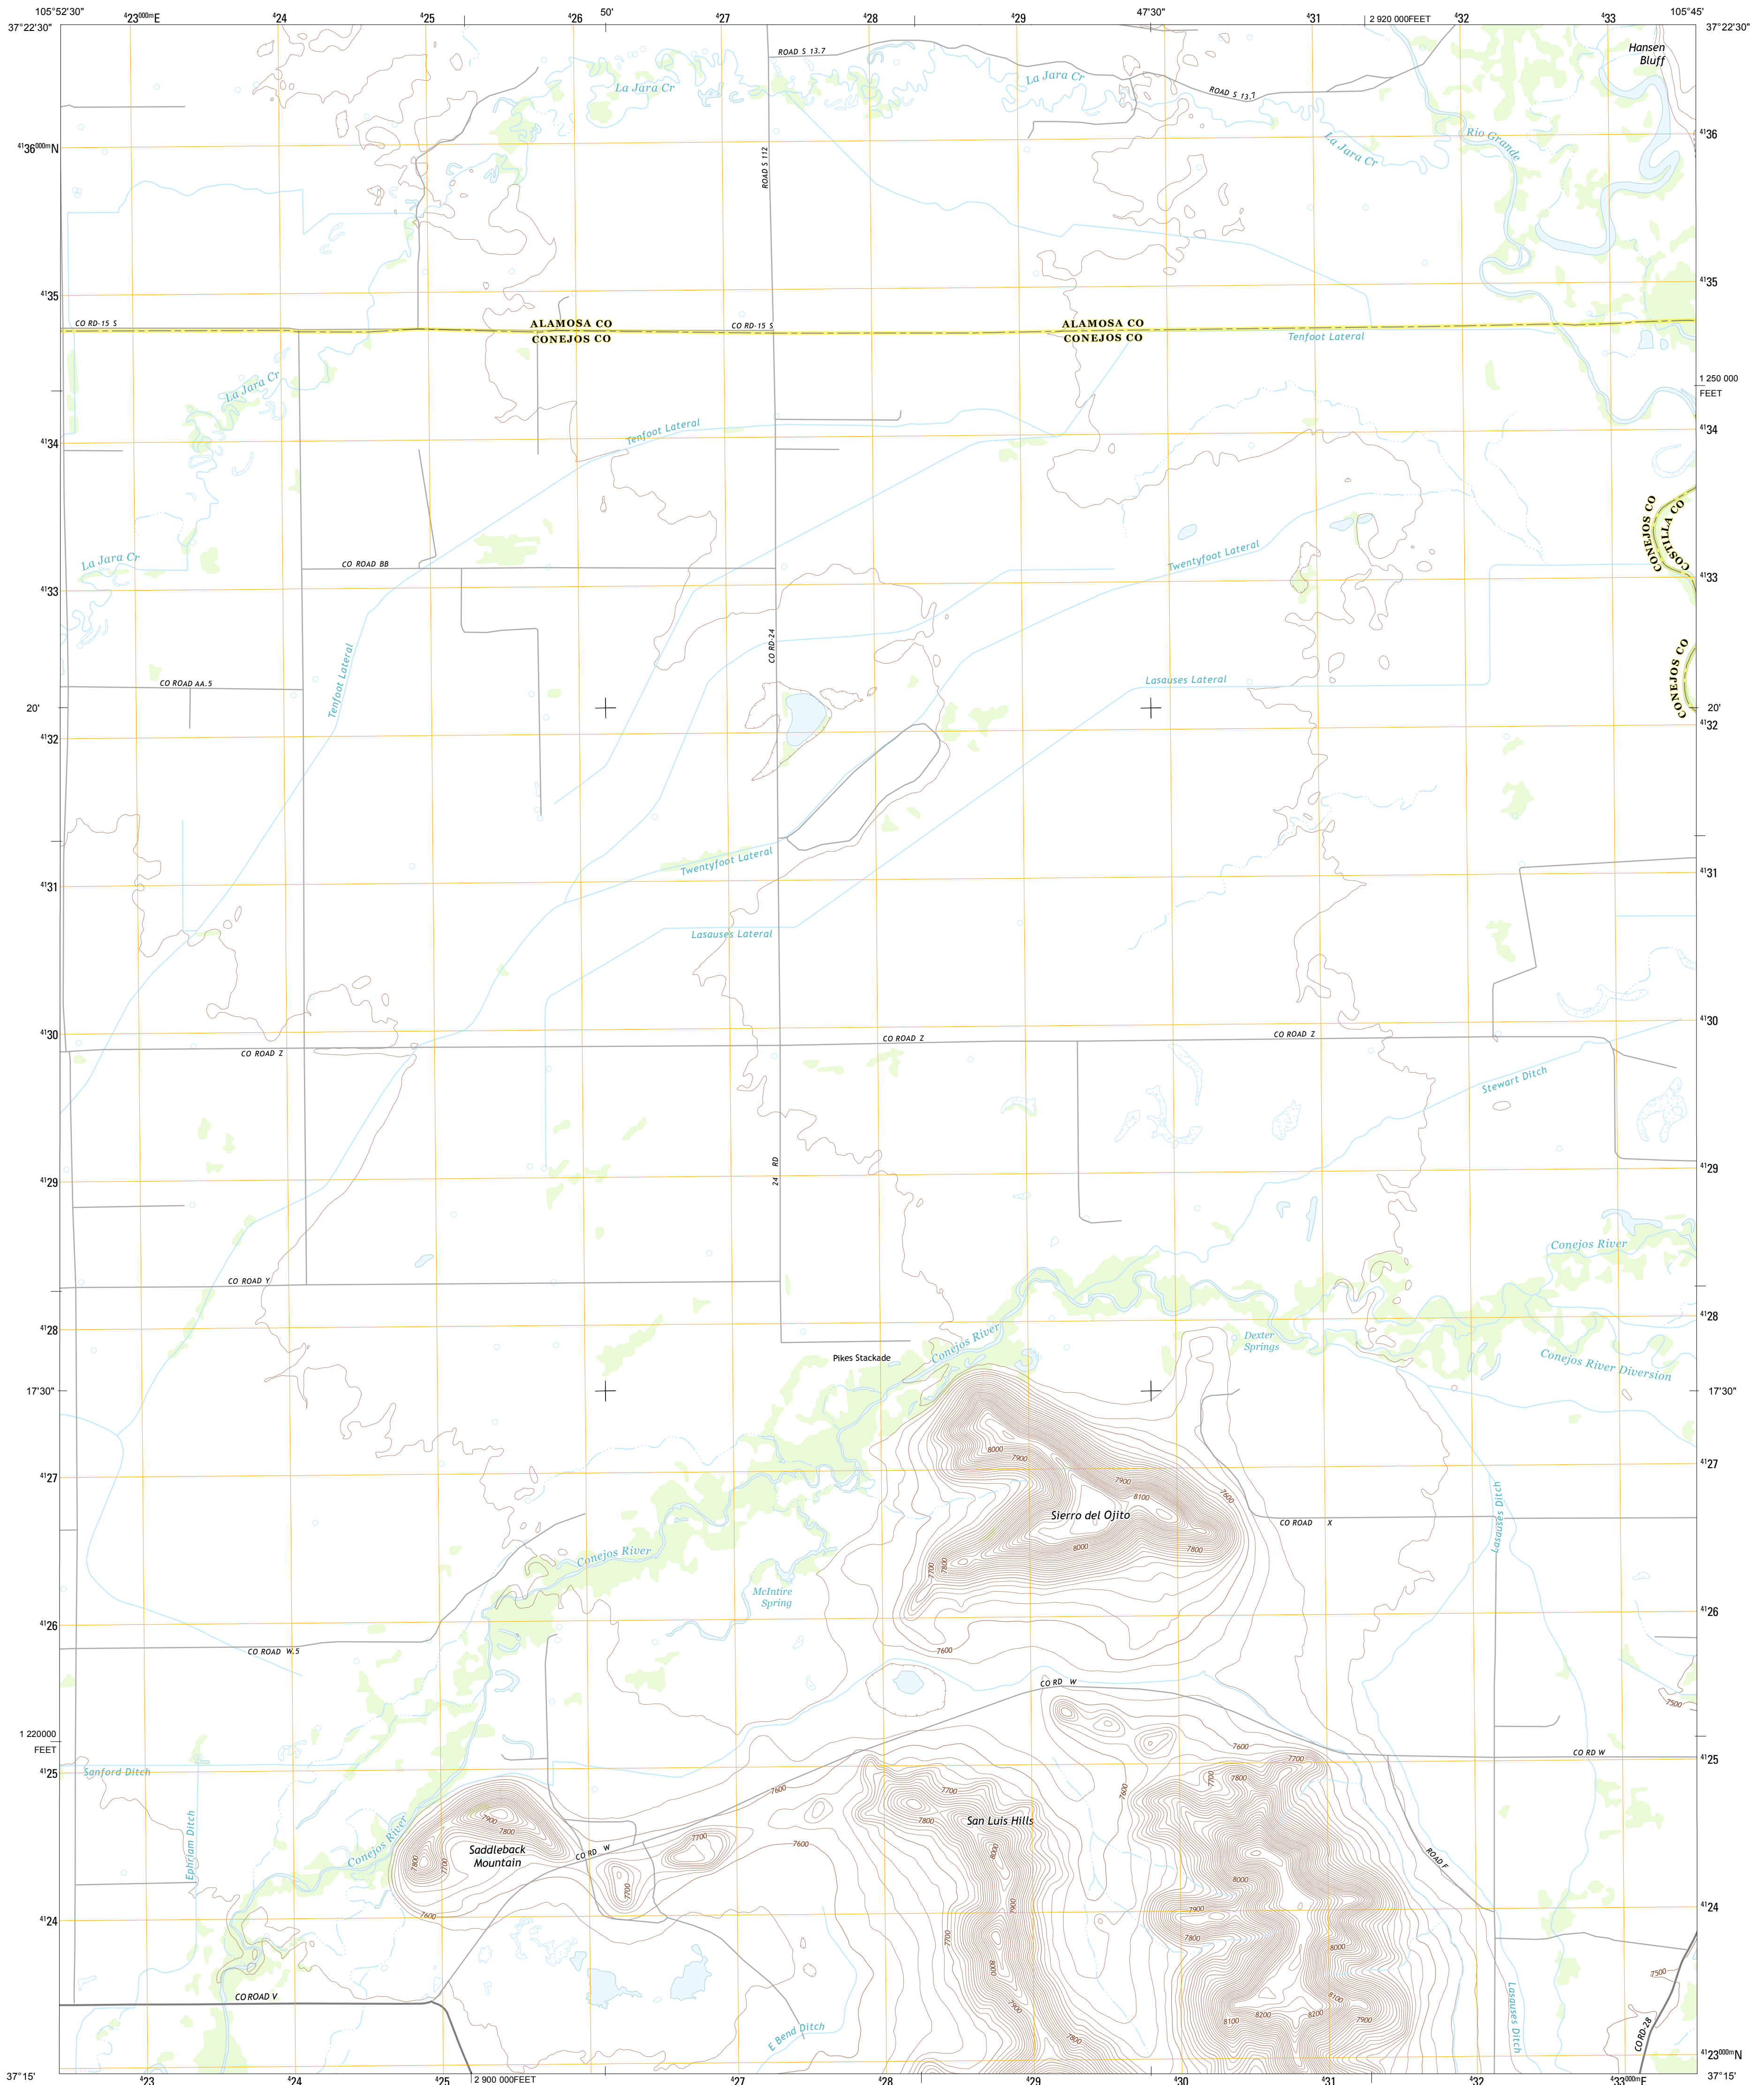 105°52'30"
⁴23⁰⁰⁰ᵐE
⁴24
⁴25
⁴26
50'
⁴27
⁴28
⁴29
47'30"
⁴31
2 920 000FEET
⁴32
⁴33
105°45'
37°22'30"
37°22'30"
Hansen
Bluff
ROAD S 13.7
La Jara Cr
La Jara Cr
ROAD S 13.7
Rio Grande
La Jara Cr
⁴¹36⁰⁰⁰ᵐN
⁴¹36
ROAD S 112
⁴¹35
⁴¹35
CO RD-15 S
ALAMOSA CO
CONEJOS CO
CO RD-15 S
ALAMOSA CO
CONEJOS CO
Tenfoot Lateral
La Jara Cr
1 250 000
FEET
Tenfoot Lateral
⁴¹34
⁴¹34
CONEJOS CO
COSTILLA CO
La Jara Cr
CO ROAD BB
Twentyfoot Lateral
⁴¹33
⁴¹33
CO RD-24
Tenfoot Lateral
CO ROAD AA.5
Lasauses Lateral
CONEJOS CO
20'
20'
⁴¹32
⁴¹32
Twentyfoot Lateral
⁴¹31
⁴¹31
Lasauses Lateral
⁴¹30
⁴¹30
CO ROAD Z
CO ROAD Z
CO ROAD Z
Stewart Ditch
24 RD
⁴¹29
⁴¹29
Conejos River
CO ROAD Y
⁴¹28
⁴¹28
Conejos River
Dexter
Springs
Pikes Stackade
Conejos River Diversion
17'30"
17'30"
8000
7900
7900
8100
7600
⁴¹27
⁴¹27
Sierro del Ojito
CO ROAD X
Lasauses Ditch
8000
7800
7700
7800
Conejos River
McIntire
Spring
⁴¹26
⁴¹26
CO ROAD W.5
7600
CO RD W
7500
1 220000
FEET
7600
7700
CO RD W
Sanford Ditch
⁴¹25
⁴¹25
7700
7800
7600
7600
7700
7900
7800
7800
San Luis Hills
Ephriam Ditch
Conejos River
Saddleback
Mountain
7800
7700
CO RD W
7700
7600
8000
ROAD F
7700
8000
7900
7900
7600
⁴¹24
⁴¹24
7700
7800
8000
8000
7500
CO ROAD V
7900
8100
8200
8200
8100
7900
E Bend Ditch
7800
Lasauses Ditch
CO RD-28
⁴¹23⁰⁰⁰ᵐN
37°15'
37°15'
⁴23
⁴24
⁴25
2 900 000FEET
⁴27
⁴28
⁴29
⁴30
⁴31
⁴32
⁴33⁰⁰⁰ᵐ